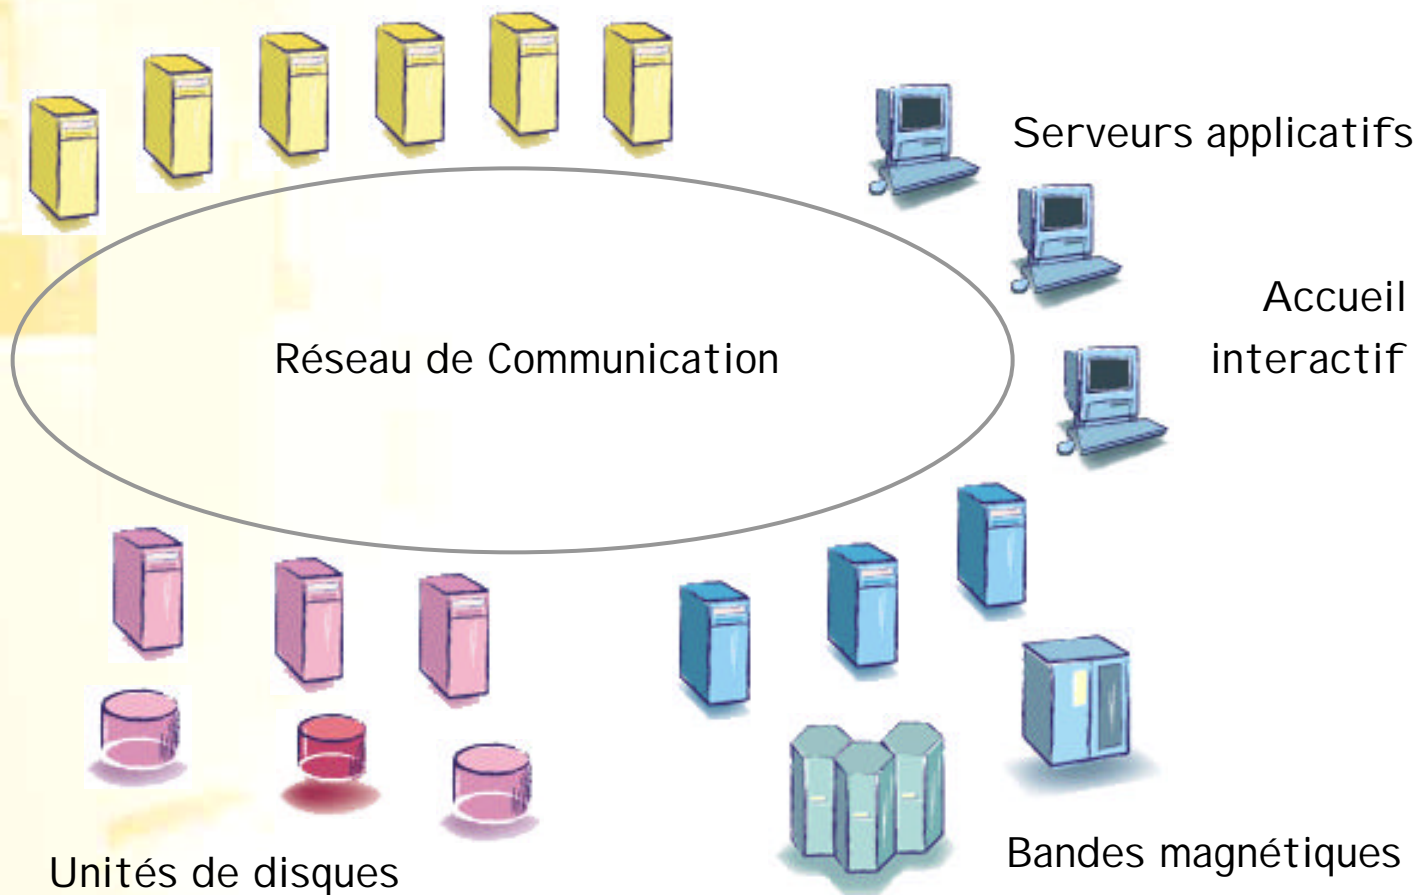 Serveurs applicatifs
Accueil
interactif
Réseau de Communication
Unités de disques
Bandes magnétiques